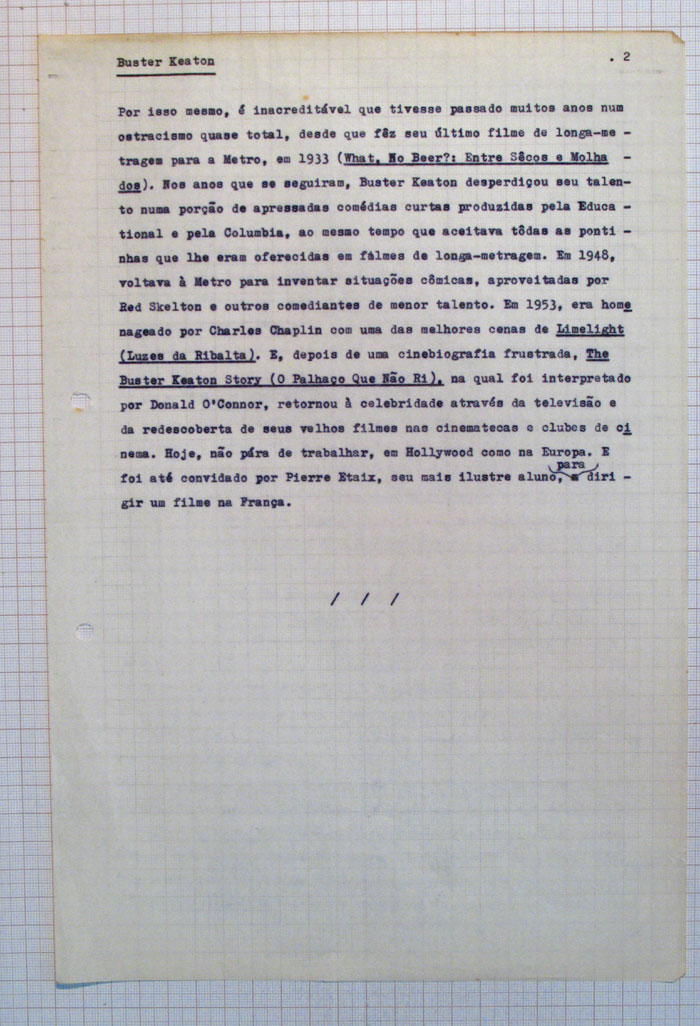 Buster Keaton
. 2
Por isso mesmo, é inacreditável que tivesse passado muitos anos num
ostracismo quase total, desde que fêz seu último filme de longa-me -
tragem para a Metro, em 1933 (What, No Beer?: Entre Sêcos e Molha -
dos). Nos anos que se seguiram, Buster Keaton desperdiçou seu talen-
to numa porção de apressadas comédias curtas produzidas pela Educa -
tional e pela Columbia, ao mesmo tempo que aceitava tôdas as ponti -
nhas que lhe eram oferecidas em fálmes de longa-metragem. Em 1948,
voltava à Metro para inventar situações cômicas, aproveitadas por
Red Skelton e outros comediantes de menor talento. Em 1953, era home
nageado por Charles Chaplin com uma das melhores cenas de Limelight
(Luzes da Ribalta). E, depois de uma cinebiografia frustrada, The
Buster Keaton Story (O Palhaço Que Não Ri), na qual foi interpretado
por Donald O'Connor, retornou à celebridade através da televisão e
da redescoberta de seus velhos filmes nas cinematecas e clubes de ci
nema. Hoje, não pára de trabalhar, em Hollywood como na Europa. E
para
foi até convidado por Pierre Etaix, seu mais ilustre aluno, a diri -
gir um filme na França.
/ / /